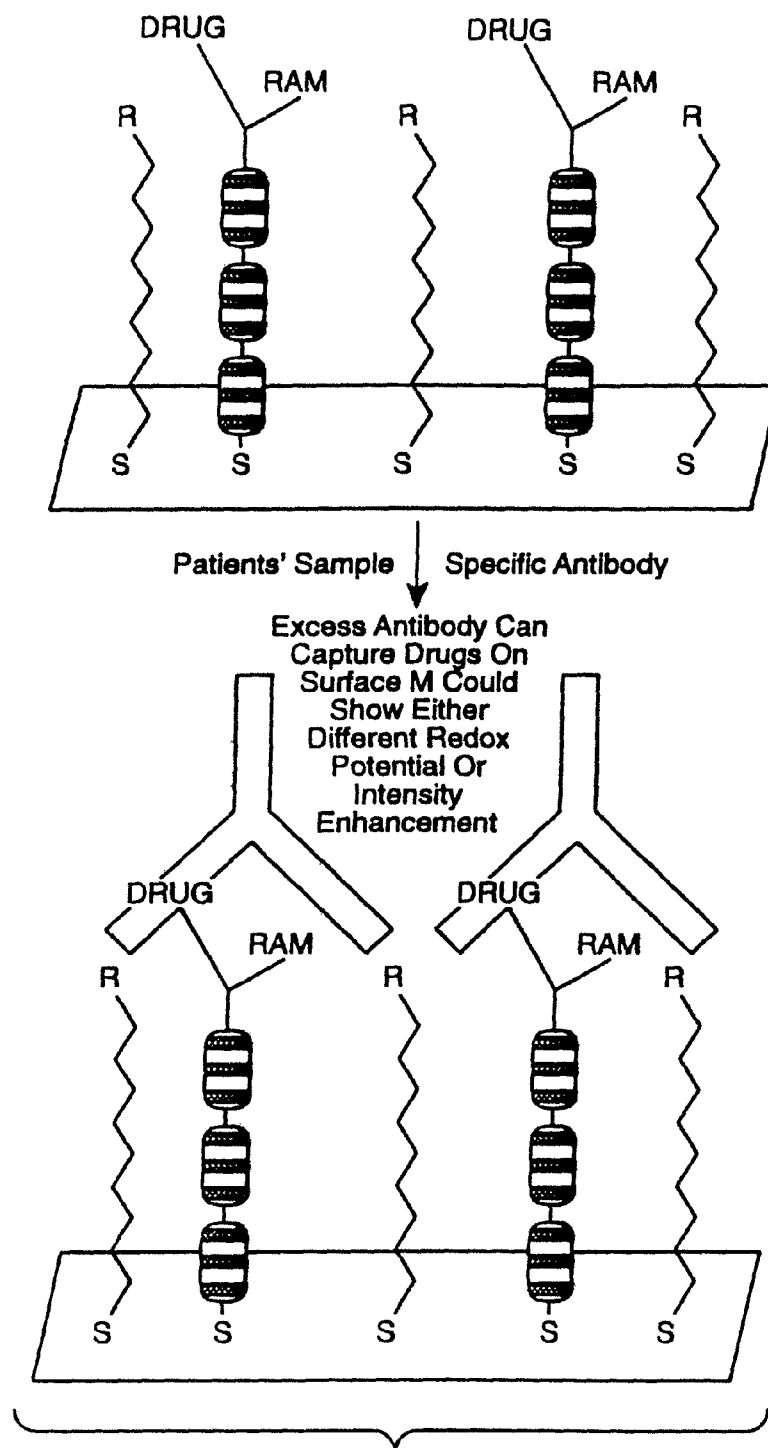 DRUG DRUG
RAM RAM
R R R
S S S S S
Patients' Sample Specific Antibody
Excess Antibody Can
Capture Drugs On
Surface M Could
Show Either
Different Redox
Potential Or
Intensity
Enhancement
DRUG DRUG
RAM RAM
R R R
S S S S S